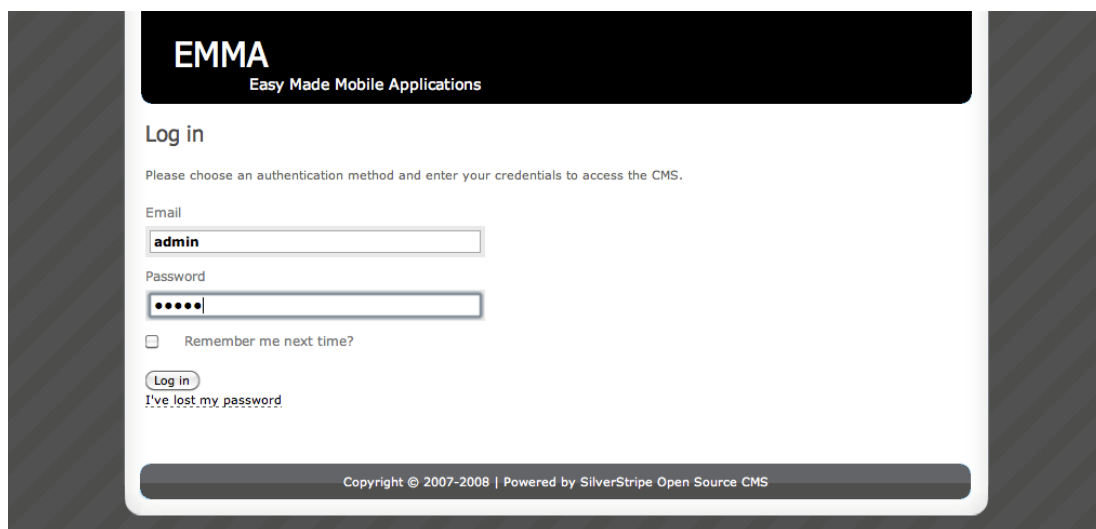 EMMA
Easy Made Mobile Applications
Log in
Please choose an authentication method and enter your credentials to access the CMS.
Email
admin
Password
•••••
Remember me next time?
Log in
I've lost my password
Copyright © 2007-2008 | Powered by SilverStripe Open Source CMS